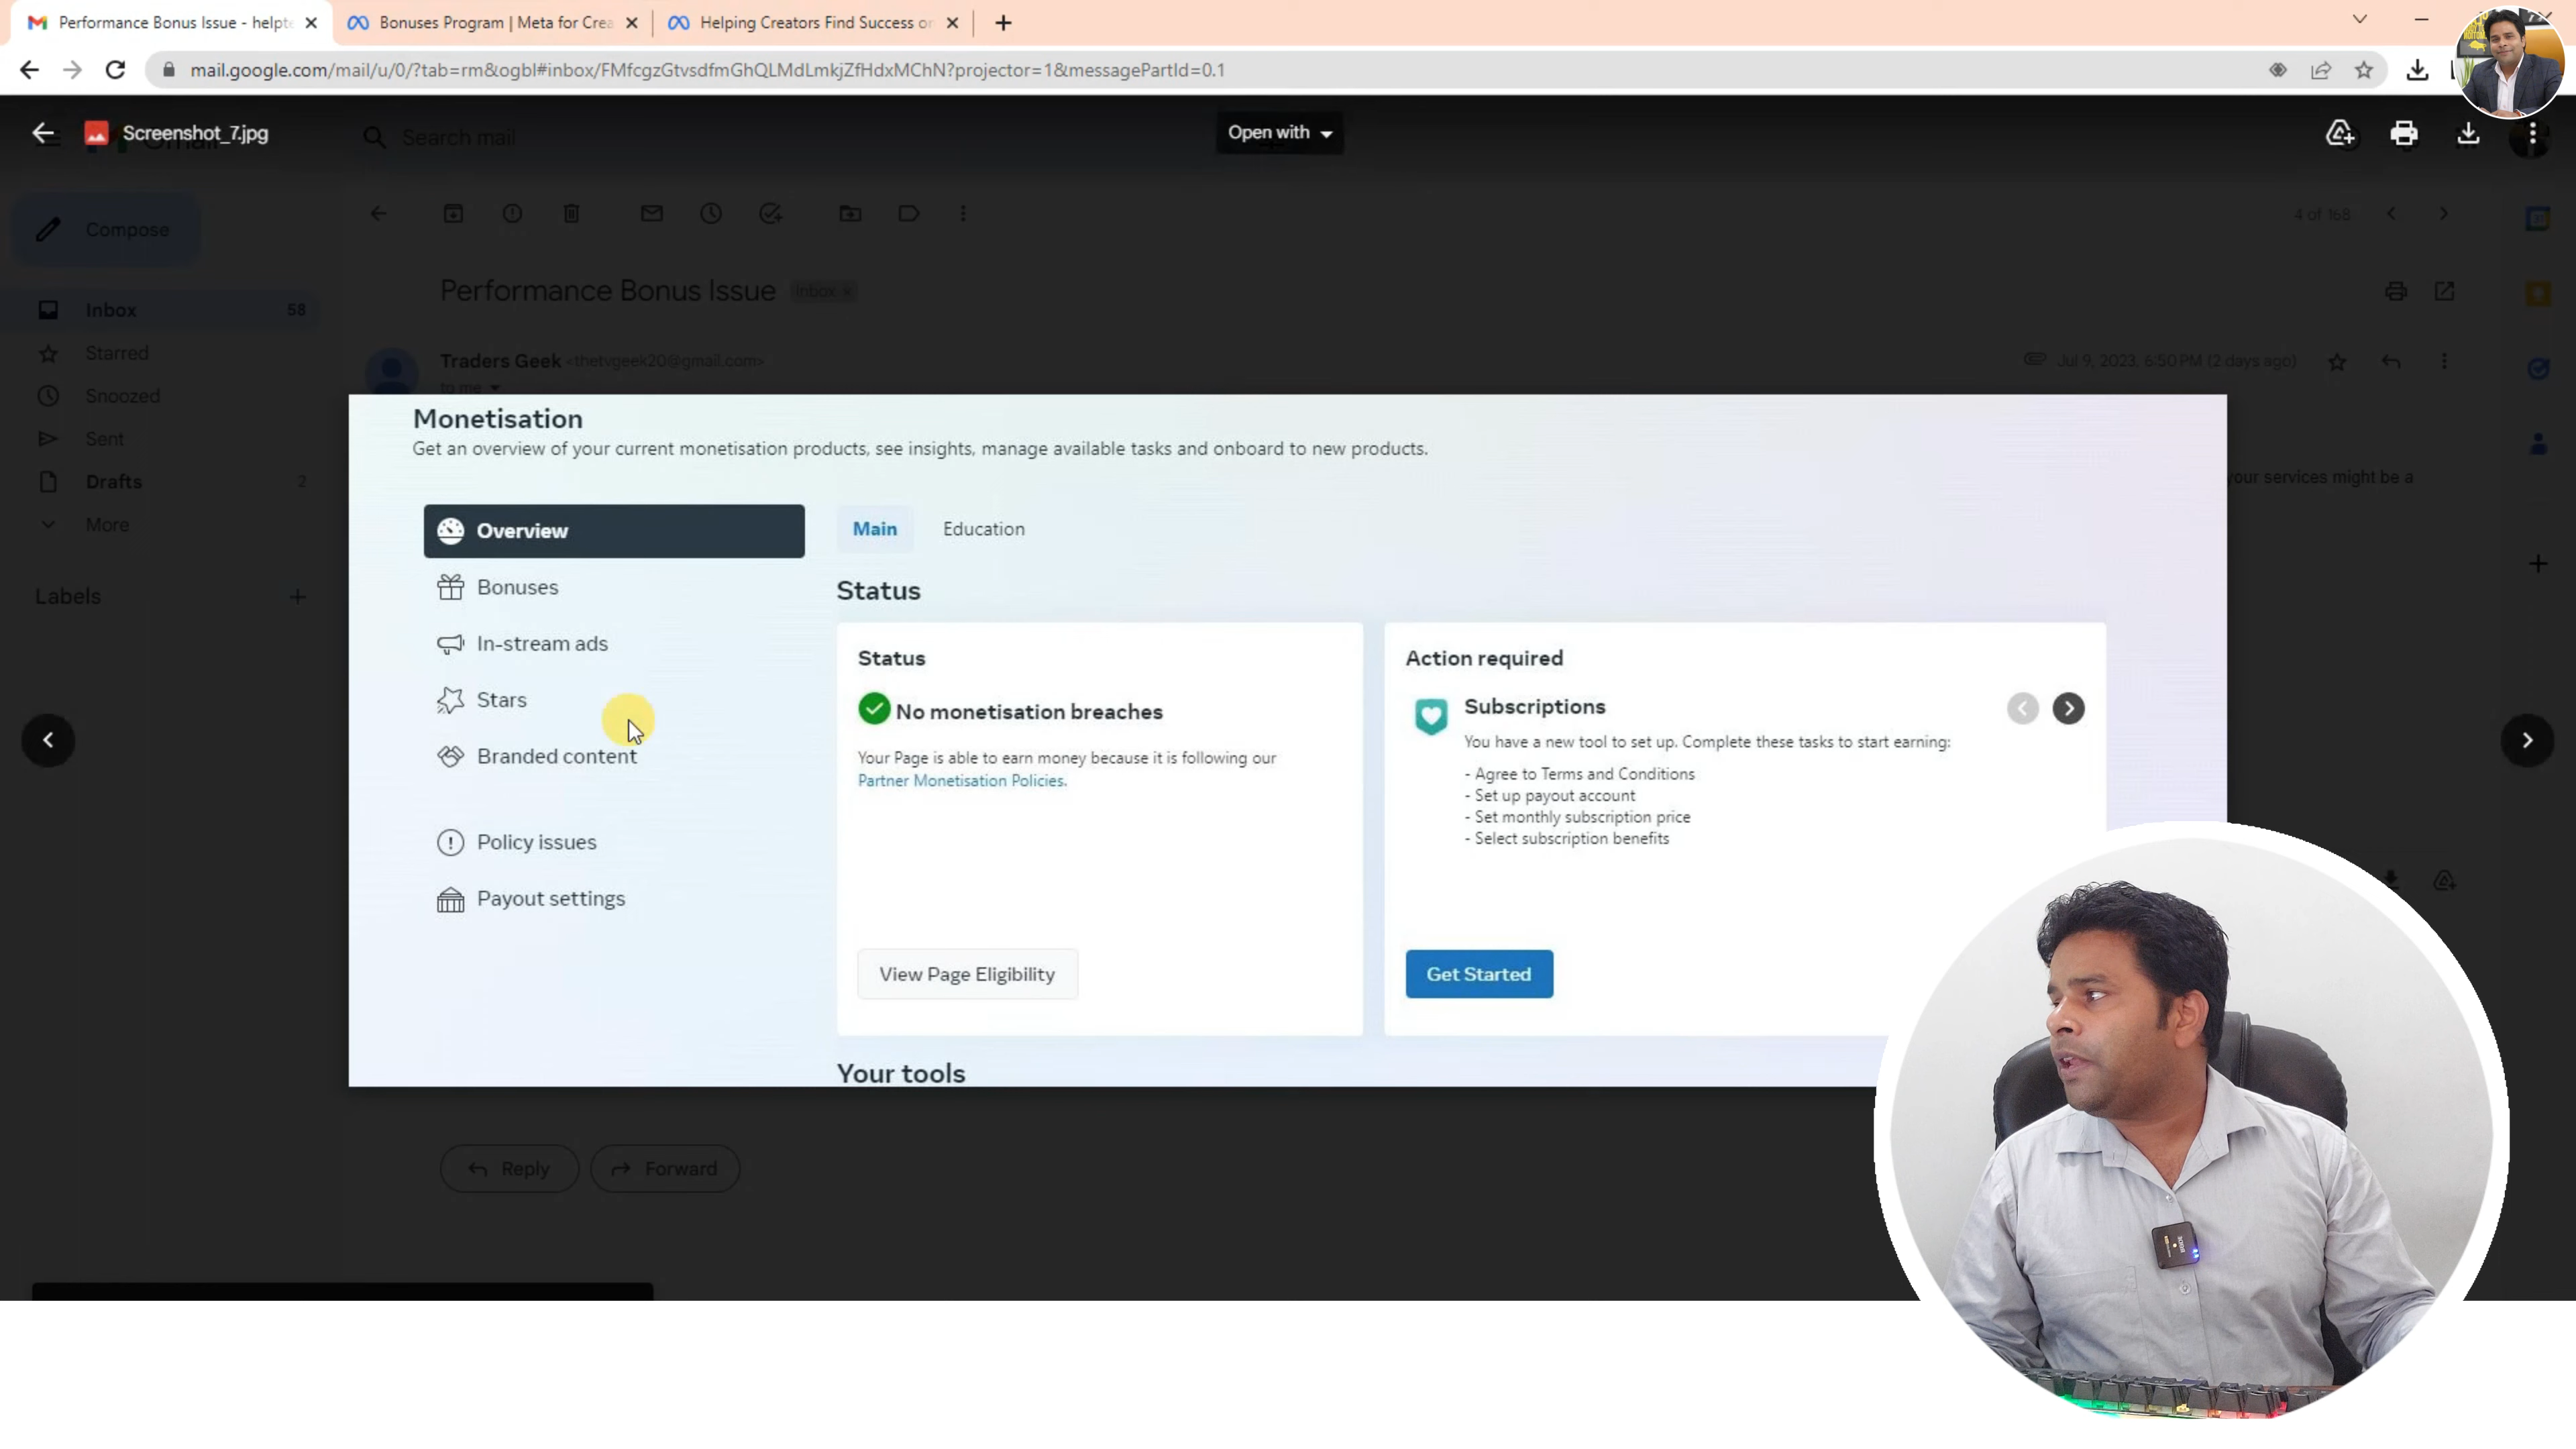 Performance Bonus Issue - helpte
Bonuses Program | Meta for Crea
Helping Creators Find Success or
mail.google.com/mail/u/0/?tab=rm&ogbl#inbox/FMfcgzGtvsdfmGhQLMdLmkjZfHdxMChN?projector=1&messagePartId=0.1
Screenshot_7.jpg
Search mail
Open with
Compose
4 of 168
Performance Bonus Issue
Inbox
Inbox 58
Starred
Snoozed
Sent
Drafts 2
More
Labels
Traders Geek <thetvgeek20@gmail.com>
to me
Jul 9, 2023, 6:50 PM (2 days ago)
your services might be a
Monetisation
Get an overview of your current monetisation products, see insights, manage available tasks and onboard to new products.
Overview
Bonuses
In-stream ads
Stars
Branded content
Policy issues
Payout settings
Main
Education
Status
Status
No monetisation breaches
Your Page is able to earn money because it is following our
Partner Monetisation Policies.
View Page Eligibility
Action required
Subscriptions
You have a new tool to set up. Complete these tasks to start earning:
- Agree to Terms and Conditions
- Set up payout account
- Set monthly subscription price
- Select subscription benefits
Get Started
Your tools
Reply
Forward